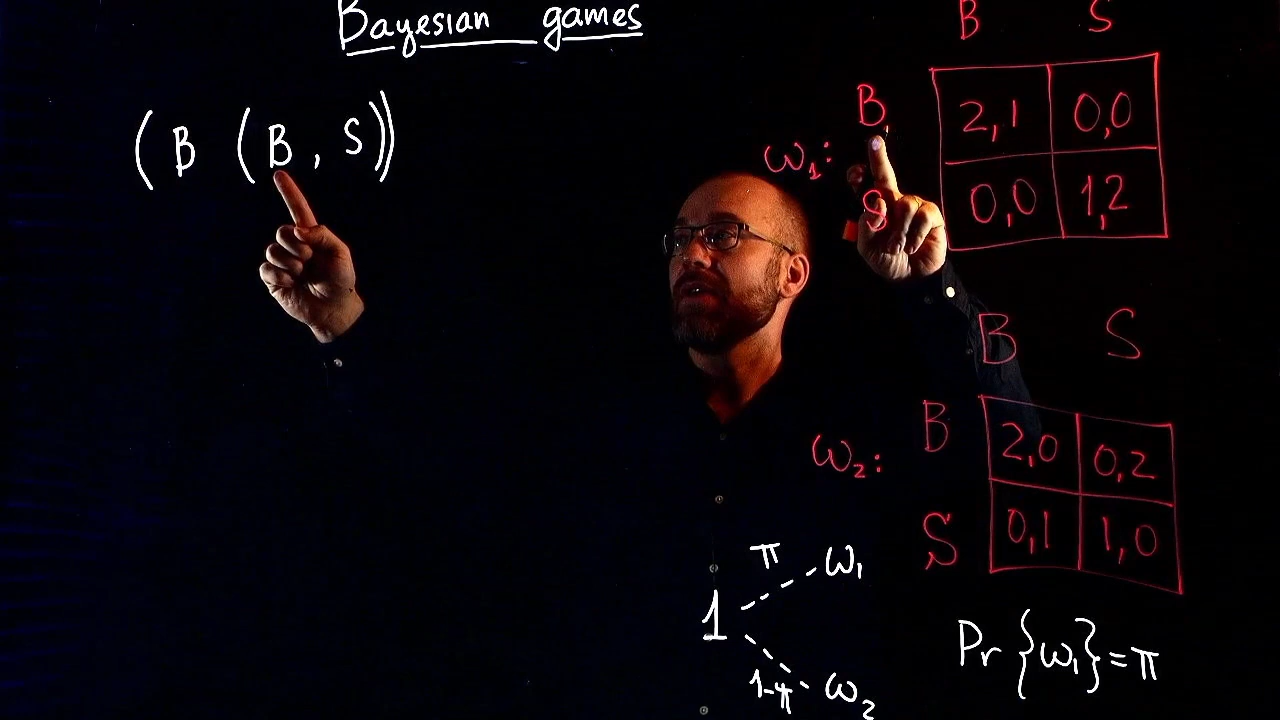 Bayesian games
(B (B, S))
B S
ω₁: B 2,1 0,0
S 0,0 1,2
B S
ω₂: B 2,0 0,2
S 0,1 1,0
π ω₁
1
1-π ω₂
Pr {ω₁} = π